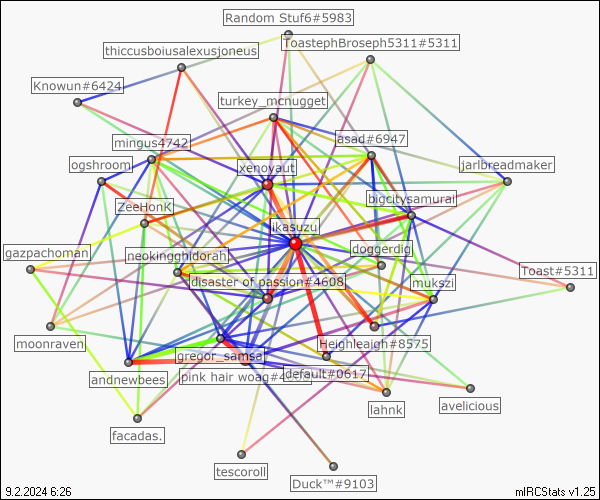 Random Stuf6#5983
ToastephBroseph5311#5311
thiccusboiusalexusjoneus
Knowun#6424
turkey_mcnugget
mingus4742
asad#6947
ogshroom
xenoyaut
jarlbreadmaker
bigcitysamurai
ZeeHonK
ikasuzu
gazpachoman
neokingghidorah
doggerdig
Toast#5311
disaster of passion#4608
mukszi
moonraven
Heighleaigh#8575
gregor_samsa
andnewbees
pink hair woag#4
default#0617
lahnk
avelicious
facadas.
tescoroll
Duck™#9103
9.2.2024 6:26
mIRCStats v1.25